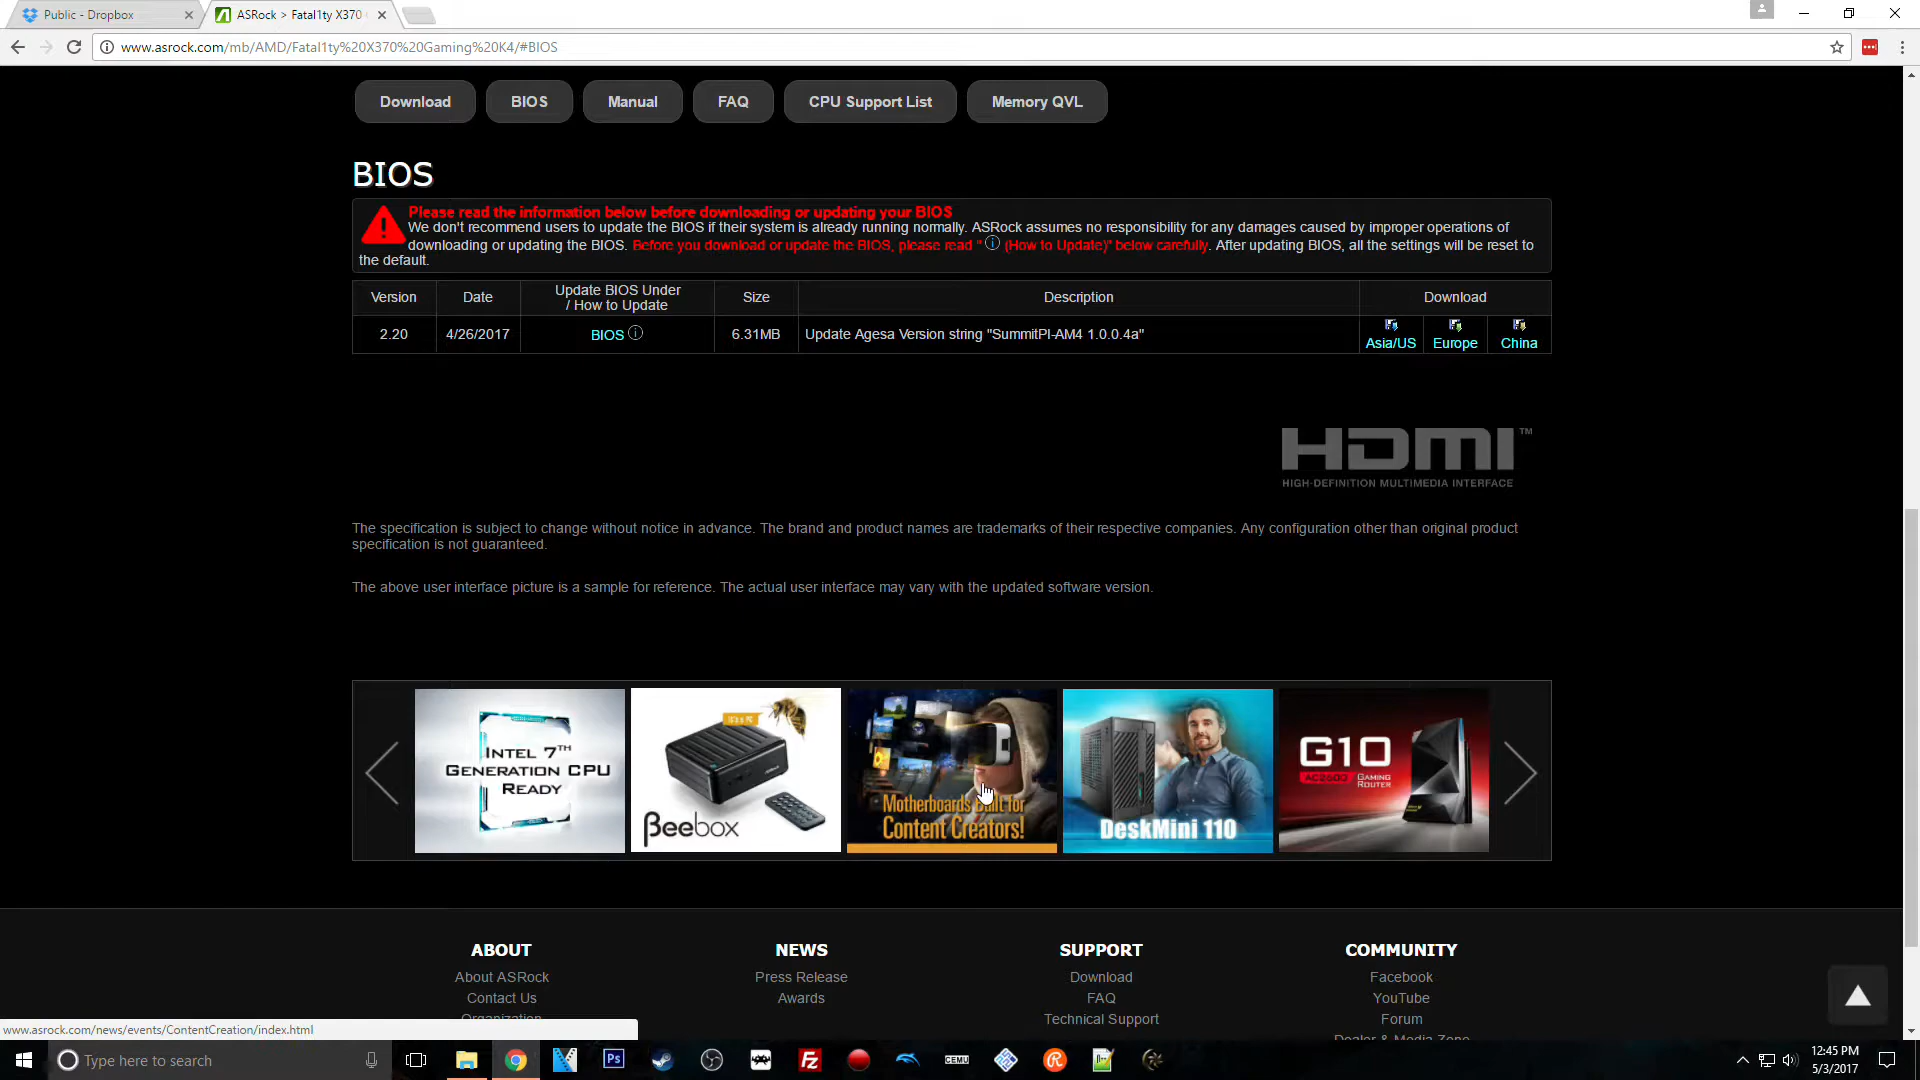 Public - Dropbox
ASRock > Fatal1ty X370
www.asrock.com/mb/AMD/Fatal1ty%20X370%20Gaming%20K4/#BIOS
Download
BIOS
Manual
FAQ
CPU Support List
Memory QVL
BIOS
Please read the information below before downloading or updating your BIOS
We don't recommend users to update the BIOS if their system is already running normally. ASRock assumes no responsibility for any damages caused by improper operations of
downloading or updating the BIOS. Before you download or update the BIOS, please read " (How to Update)" below carefully. After updating BIOS, all the settings will be reset to
the default.
Version
Date
Update BIOS Under
/ How to Update
Size
Description
Download
2.20
4/26/2017
BIOS
6.31MB
Update Agesa Version string "SummitPI-AM4 1.0.0.4a"
Asia/US
Europe
China
HDMI™
HIGH-DEFINITION MULTIMEDIA INTERFACE
The specification is subject to change without notice in advance. The brand and product names are trademarks of their respective companies. Any configuration other than original product
specification is not guaranteed.
The above user interface picture is a sample for reference. The actual user interface may vary with the updated software version.
INTEL 7TH
GENERATION CPU
READY
It's a PC
Beebox
Motherboards Built for
Content Creators!
DeskMini 110
G10
AC2600 GAMING
ROUTER
ABOUT
About ASRock
Contact Us
Organization
NEWS
Press Release
Awards
SUPPORT
Download
FAQ
Technical Support
COMMUNITY
Facebook
YouTube
Forum
Dealer & Media Zone
www.asrock.com/news/events/ContentCreation/index.html
Type here to search
Ps
Fz
CEMU
12:45 PM
5/3/2017